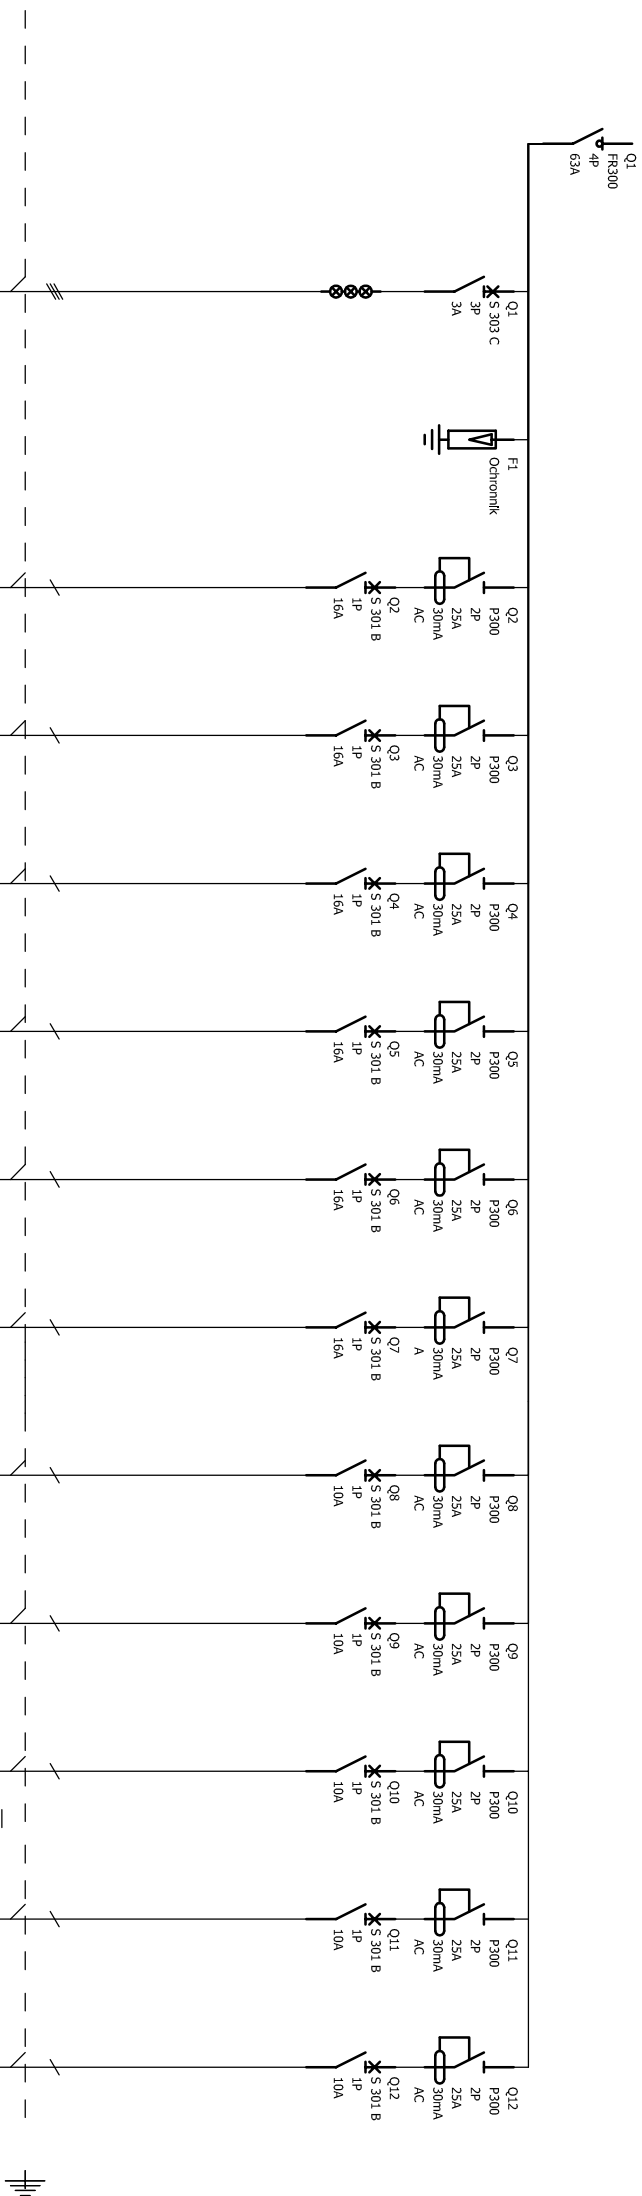 Q1
FR300
4P
63A
Q1
S 303 C
3P
3A
F1
Ochronnik
Q2
P300
2P
25A
30mA
AC
Q2
S 301 B
1P
16A
Q3
P300
2P
25A
30mA
AC
Q3
S 301 B
1P
16A
Q4
P300
2P
25A
30mA
AC
Q4
S 301 B
1P
16A
Q5
P300
2P
25A
30mA
AC
Q5
S 301 B
1P
16A
Q6
P300
2P
25A
30mA
AC
Q6
S 301 B
1P
16A
Q7
P300
2P
25A
30mA
A
Q7
S 301 B
1P
16A
Q8
P300
2P
25A
30mA
AC
Q8
S 301 B
1P
10A
Q9
P300
2P
25A
30mA
AC
Q9
S 301 B
1P
10A
Q10
P300
2P
25A
30mA
AC
Q10
S 301 B
1P
10A
Q11
P300
2P
25A
30mA
AC
Q11
S 301 B
1P
10A
Q12
P300
2P
25A
30mA
AC
Q12
S 301 B
1P
10A